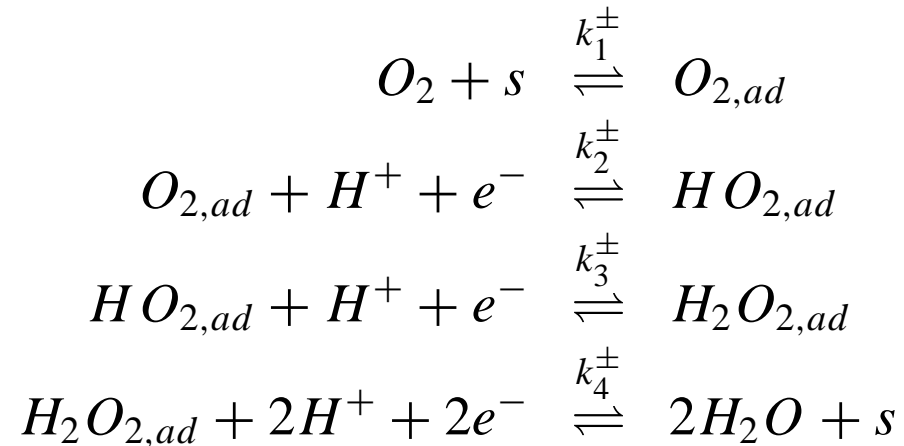 O₂ + s ⇌ O₂,ad k₁±
O₂,ad + H⁺ + e⁻ ⇌ HO₂,ad k₂±
HO₂,ad + H⁺ + e⁻ ⇌ H₂O₂,ad k₃±
H₂O₂,ad + 2H⁺ + 2e⁻ ⇌ 2H₂O + s k₄±